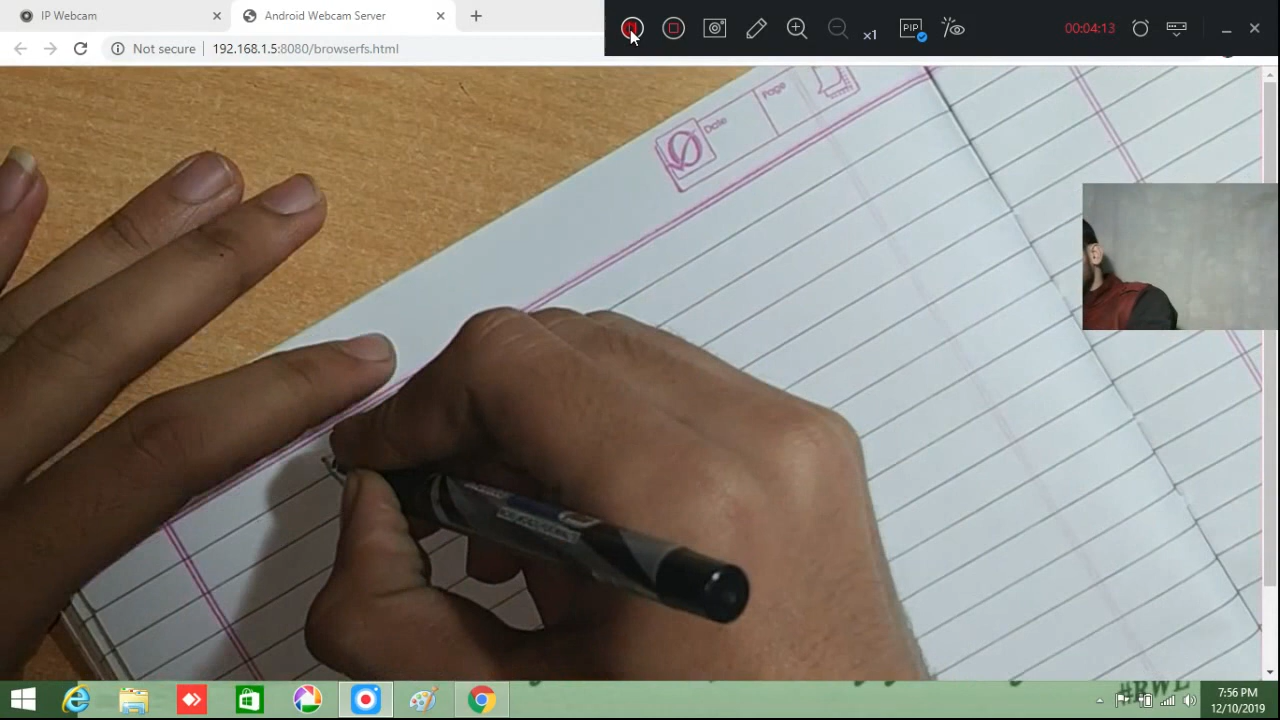 IP Webcam
Android Webcam Server
x1
PIP
00:04:13
Not secure
192.168.1.5:8080/browserfs.html
Date
Page
#RWL
7:56 PM
12/10/2019